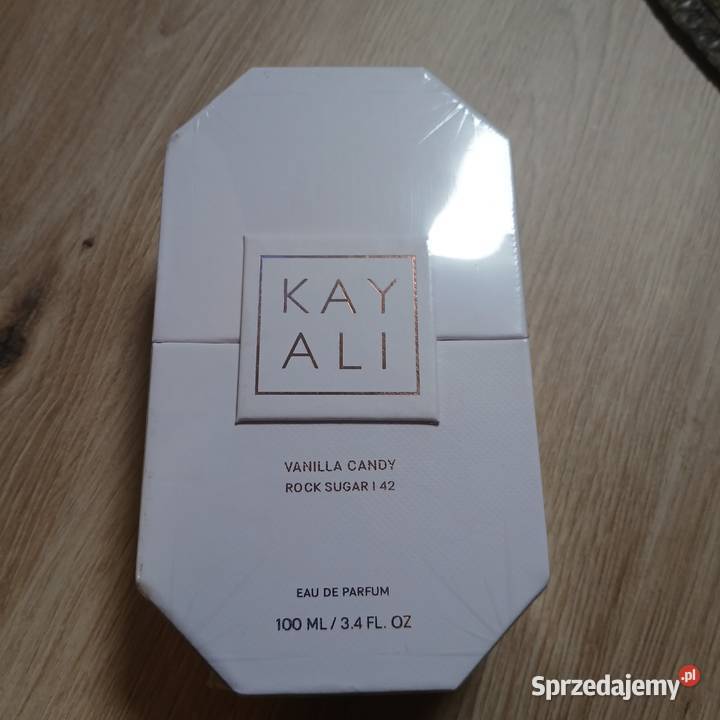 KAY
ALI
VANILLA CANDY
ROCK SUGAR | 42
EAU DE PARFUM
100 ML / 3.4 FL. OZ
Sprzedajemy.pl